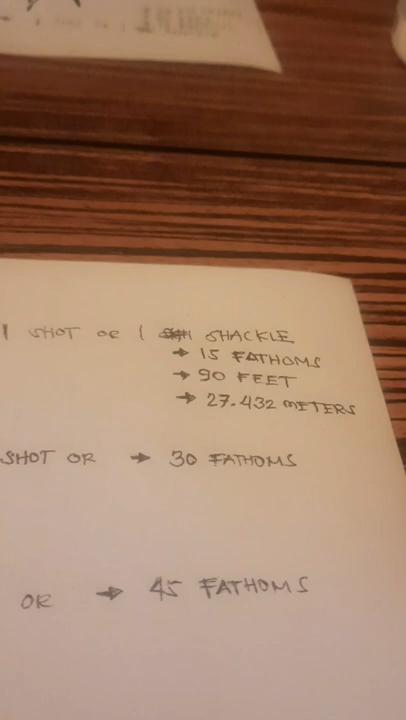 1 SHOT OR 1 SHACKLE
→ 15 FATHOMS
→ 90 FEET
→ 27.432 METERS
SHOT OR → 30 FATHOMS
OR → 45 FATHOMS